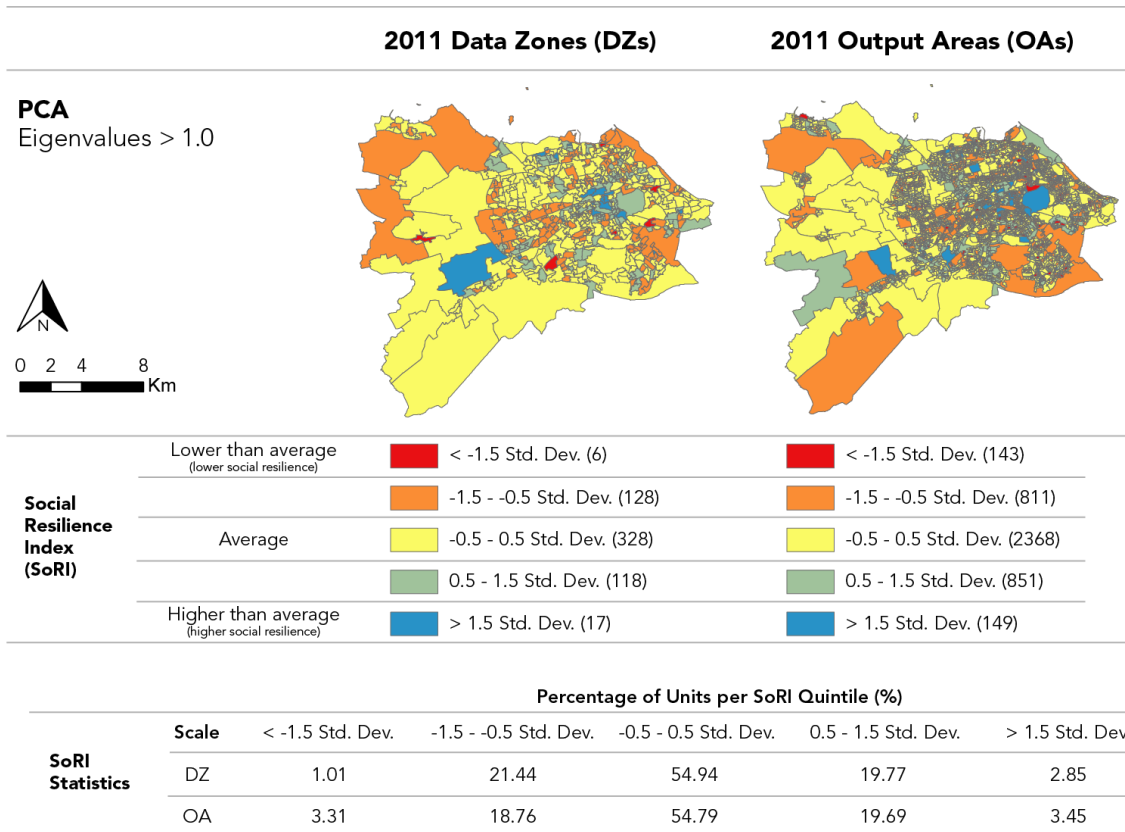 2011 Data Zones (DZs) 2011 Output Areas (OAs)
PCA
Eigenvalues > 1.0
N
0 2 4 8 Km
Lower than average
(lower social resilience)
< -1.5 Std. Dev. (6) < -1.5 Std. Dev. (143)
-1.5 - -0.5 Std. Dev. (128) -1.5 - -0.5 Std. Dev. (811)
Social
Resilience
Index
(SoRI)
Average -0.5 - 0.5 Std. Dev. (328) -0.5 - 0.5 Std. Dev. (2368)
0.5 - 1.5 Std. Dev. (118) 0.5 - 1.5 Std. Dev. (851)
Higher than average
(higher social resilience)
> 1.5 Std. Dev. (17) > 1.5 Std. Dev. (149)
Percentage of Units per SoRI Quintile (%)
Scale < -1.5 Std. Dev. -1.5 - -0.5 Std. Dev. -0.5 - 0.5 Std. Dev. 0.5 - 1.5 Std. Dev. > 1.5 Std. Dev
SoRI
Statistics
DZ 1.01 21.44 54.94 19.77 2.85
OA 3.31 18.76 54.79 19.69 3.45